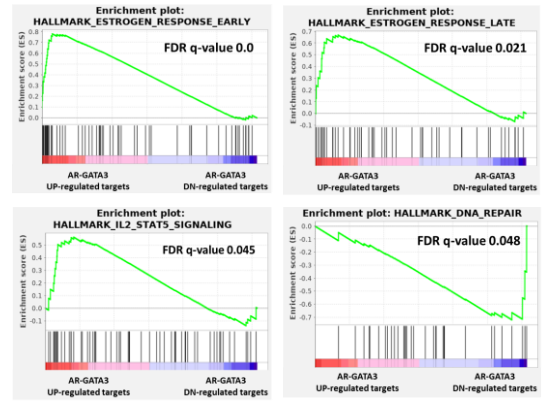 Enrichment plot:
HALLMARK_ESTROGEN_RESPONSE_EARLY
FDR q-value 0.0
Enrichment score (ES)
0.8
0.7
0.6
0.5
0.4
0.3
0.2
0.1
0.0
AR-GATA3
UP-regulated targets
AR-GATA3
DN-regulated targets
Enrichment plot:
HALLMARK_ESTROGEN_RESPONSE_LATE
FDR q-value 0.021
Enrichment score (ES)
0.7
0.6
0.5
0.4
0.3
0.2
0.1
0.0
-0.1
AR-GATA3
UP-regulated targets
AR-GATA3
DN-regulated targets
Enrichment plot:
HALLMARK_IL2_STAT5_SIGNALING
FDR q-value 0.045
Enrichment score (ES)
0.5
0.4
0.3
0.2
0.1
0.0
-0.1
AR-GATA3
UP-regulated targets
AR-GATA3
DN-regulated targets
Enrichment plot: HALLMARK_DNA_REPAIR
FDR q-value 0.048
Enrichment score (ES)
0.0
-0.1
-0.2
-0.3
-0.4
-0.5
-0.6
-0.7
AR-GATA3
UP-regulated targets
AR-GATA3
DN-regulated targets